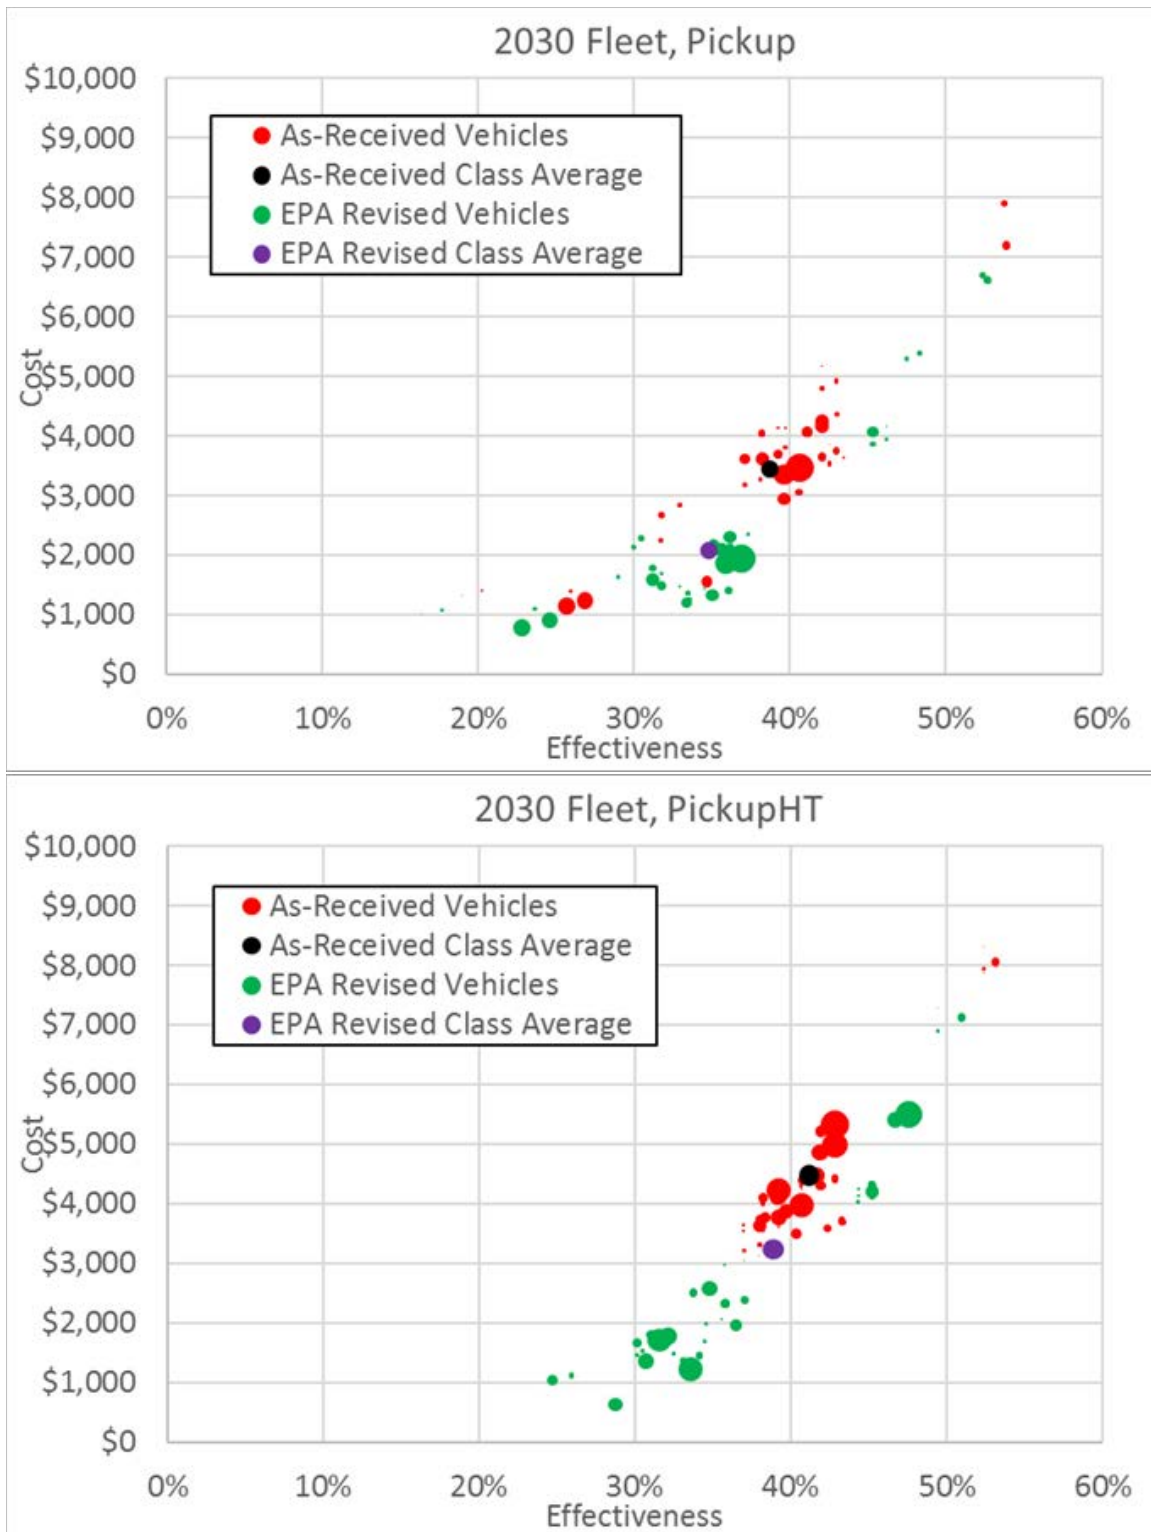 2030 Fleet, Pickup
$10,000
$9,000
$8,000
$7,000
$6,000
$5,000
$4,000
$3,000
$2,000
$1,000
$0
Cost
As-Received Vehicles
As-Received Class Average
EPA Revised Vehicles
EPA Revised Class Average
0% 10% 20% 30% 40% 50% 60%
Effectiveness
2030 Fleet, PickupHT
$10,000
$9,000
$8,000
$7,000
$6,000
$5,000
$4,000
$3,000
$2,000
$1,000
$0
Cost
As-Received Vehicles
As-Received Class Average
EPA Revised Vehicles
EPA Revised Class Average
0% 10% 20% 30% 40% 50% 60%
Effectiveness